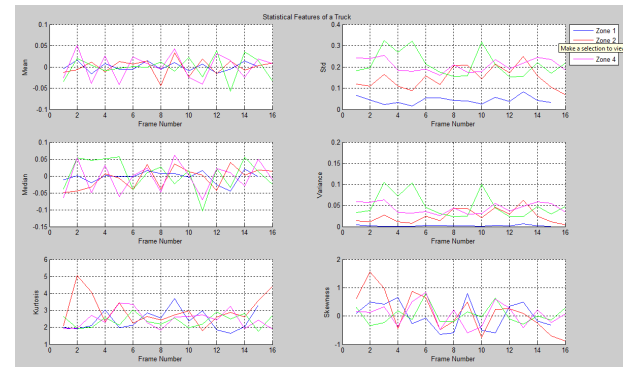 Statistical Features of a Truck
0.1
0.05
0
-0.05
-0.1
Mean
0 2 4 6 8 10 12 14 16
Frame Number
0.4
0.3
0.2
0.1
0
Std
0 2 4 6 8 10 12 14 16
Frame Number
Zone 1
Zone 2
Make a selection to view
Zone 4
0.1
0.05
0
-0.05
-0.1
-0.15
Median
0 2 4 6 8 10 12 14 16
Frame Number
0.2
0.15
0.1
0.05
0
Variance
0 2 4 6 8 10 12 14 16
Frame Number
6
5
4
3
2
1
Kurtosis
0 2 4 6 8 10 12 14 16
Frame Number
2
1
0
-1
Skewness
0 2 4 6 8 10 12 14 16
Frame Number